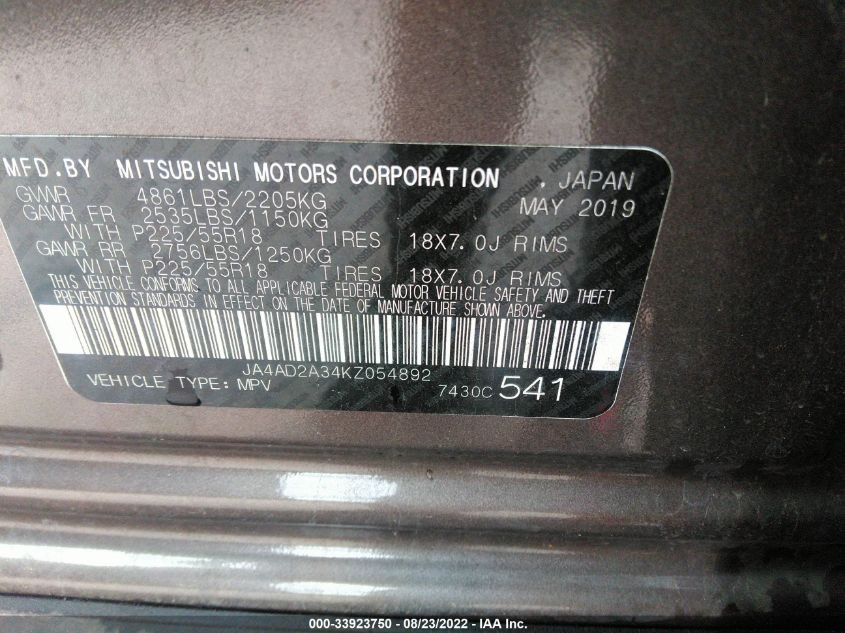 MFD.BY MITSUBISHI MOTORS CORPORATION , JAPAN
GVWR 4861LBS/2205KG MAY 2019
GAWR FR 2535LBS/1150KG
WITH P225/55R18 TIRES 18X7.0J RIMS
GAWR RR 2756LBS/1250KG
WITH P225/55R18 TIRES 18X7.0J RIMS
THIS VEHICLE CONFORMS TO ALL APPLICABLE FEDERAL MOTOR VEHICLE SAFETY AND THEFT
PREVENTION STANDARDS IN EFFECT ON THE DATE OF MANUFACTURE SHOWN ABOVE.
JA4AD2A34KZ054892
VEHICLE TYPE: MPV 7430C 541
000-33923750 - 08/23/2022 - IAA Inc.